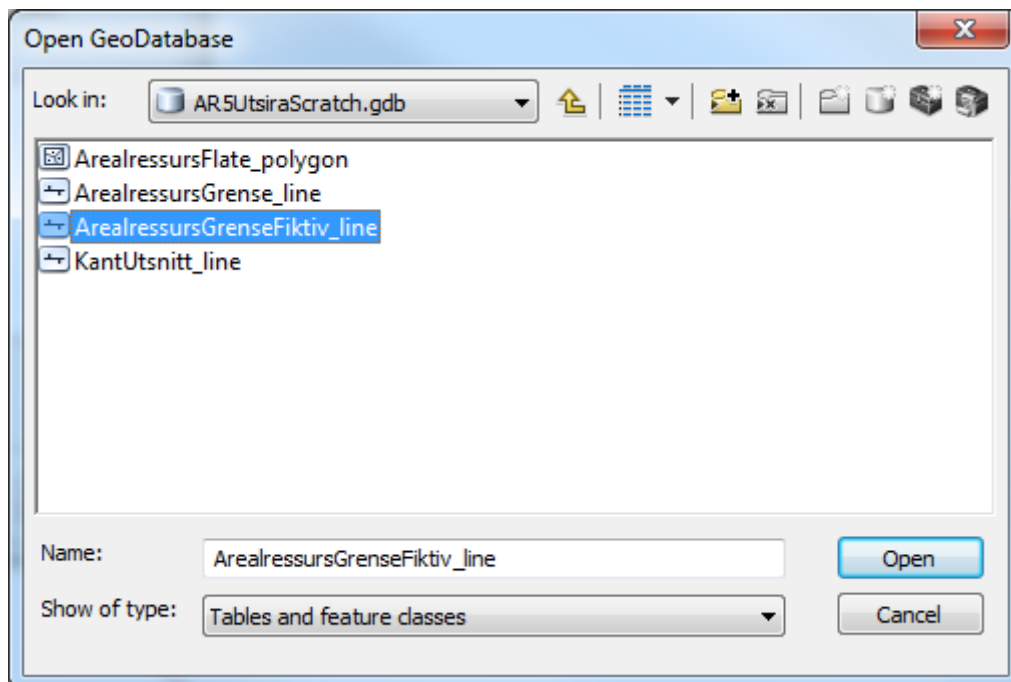 Open GeoDatabase
Look in: AR5UtsiraScratch.gdb
ArealressursFlate_polygon
ArealressursGrense_line
ArealressursGrenseFiktiv_line
KantUtsnitt_line
Name: ArealressursGrenseFiktiv_line Open
Show of type: Tables and feature classes Cancel